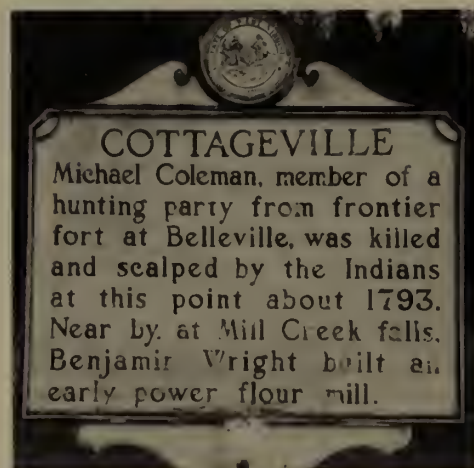 COTTAGEVILLE
Michael Coleman, member of a
hunting party from frontier
fort at Belleville, was killed
and scalped by the Indians
at this point about 1793.
Near by, at Mill Creek falls,
Benjamin Wright built an
early power flour mill.